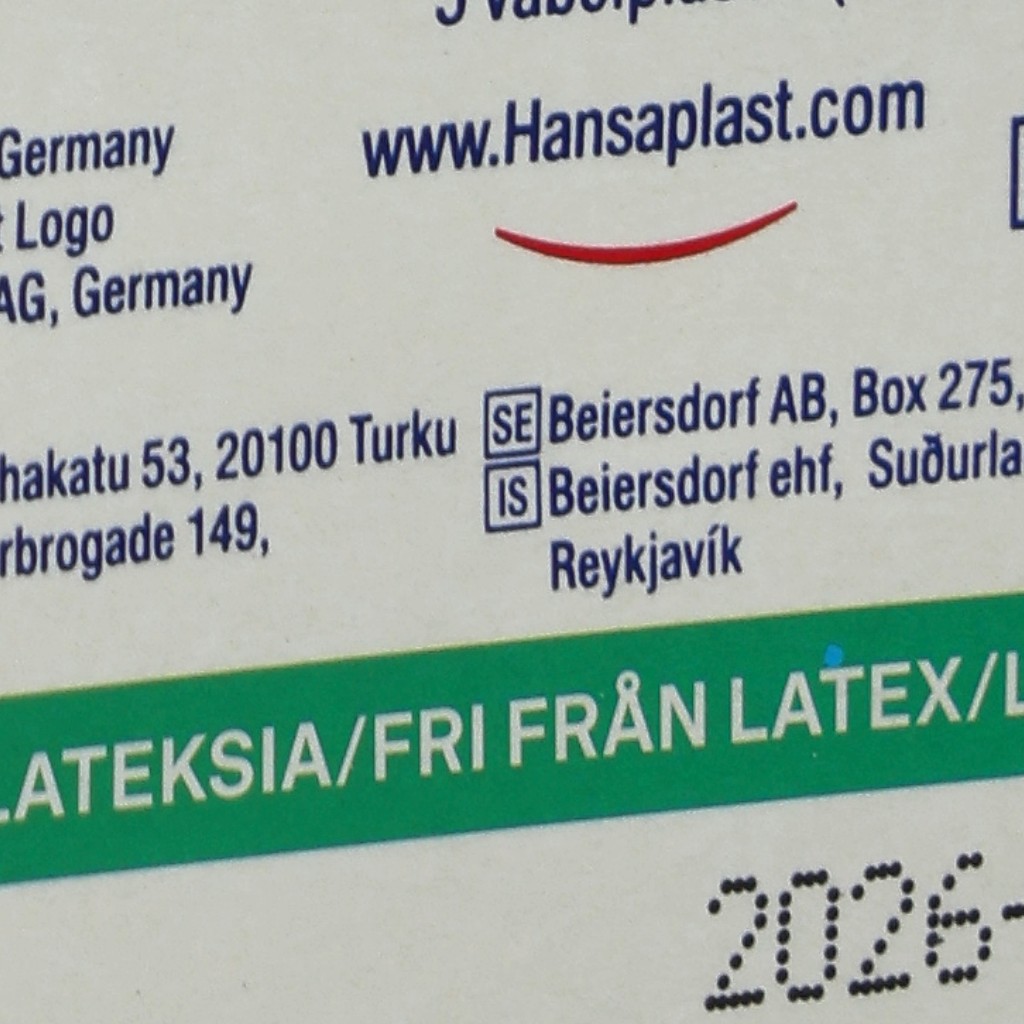 www.Hansaplast.com
Germany
Logo
AG, Germany
hakatu 53, 20100 Turku
rbrogade 149,
SE Beiersdorf AB, Box 275,
IS Beiersdorf ehf, Suðurla
Reykjavík
LATEKSIA/FRI FRÅN LATEX/L
2026-